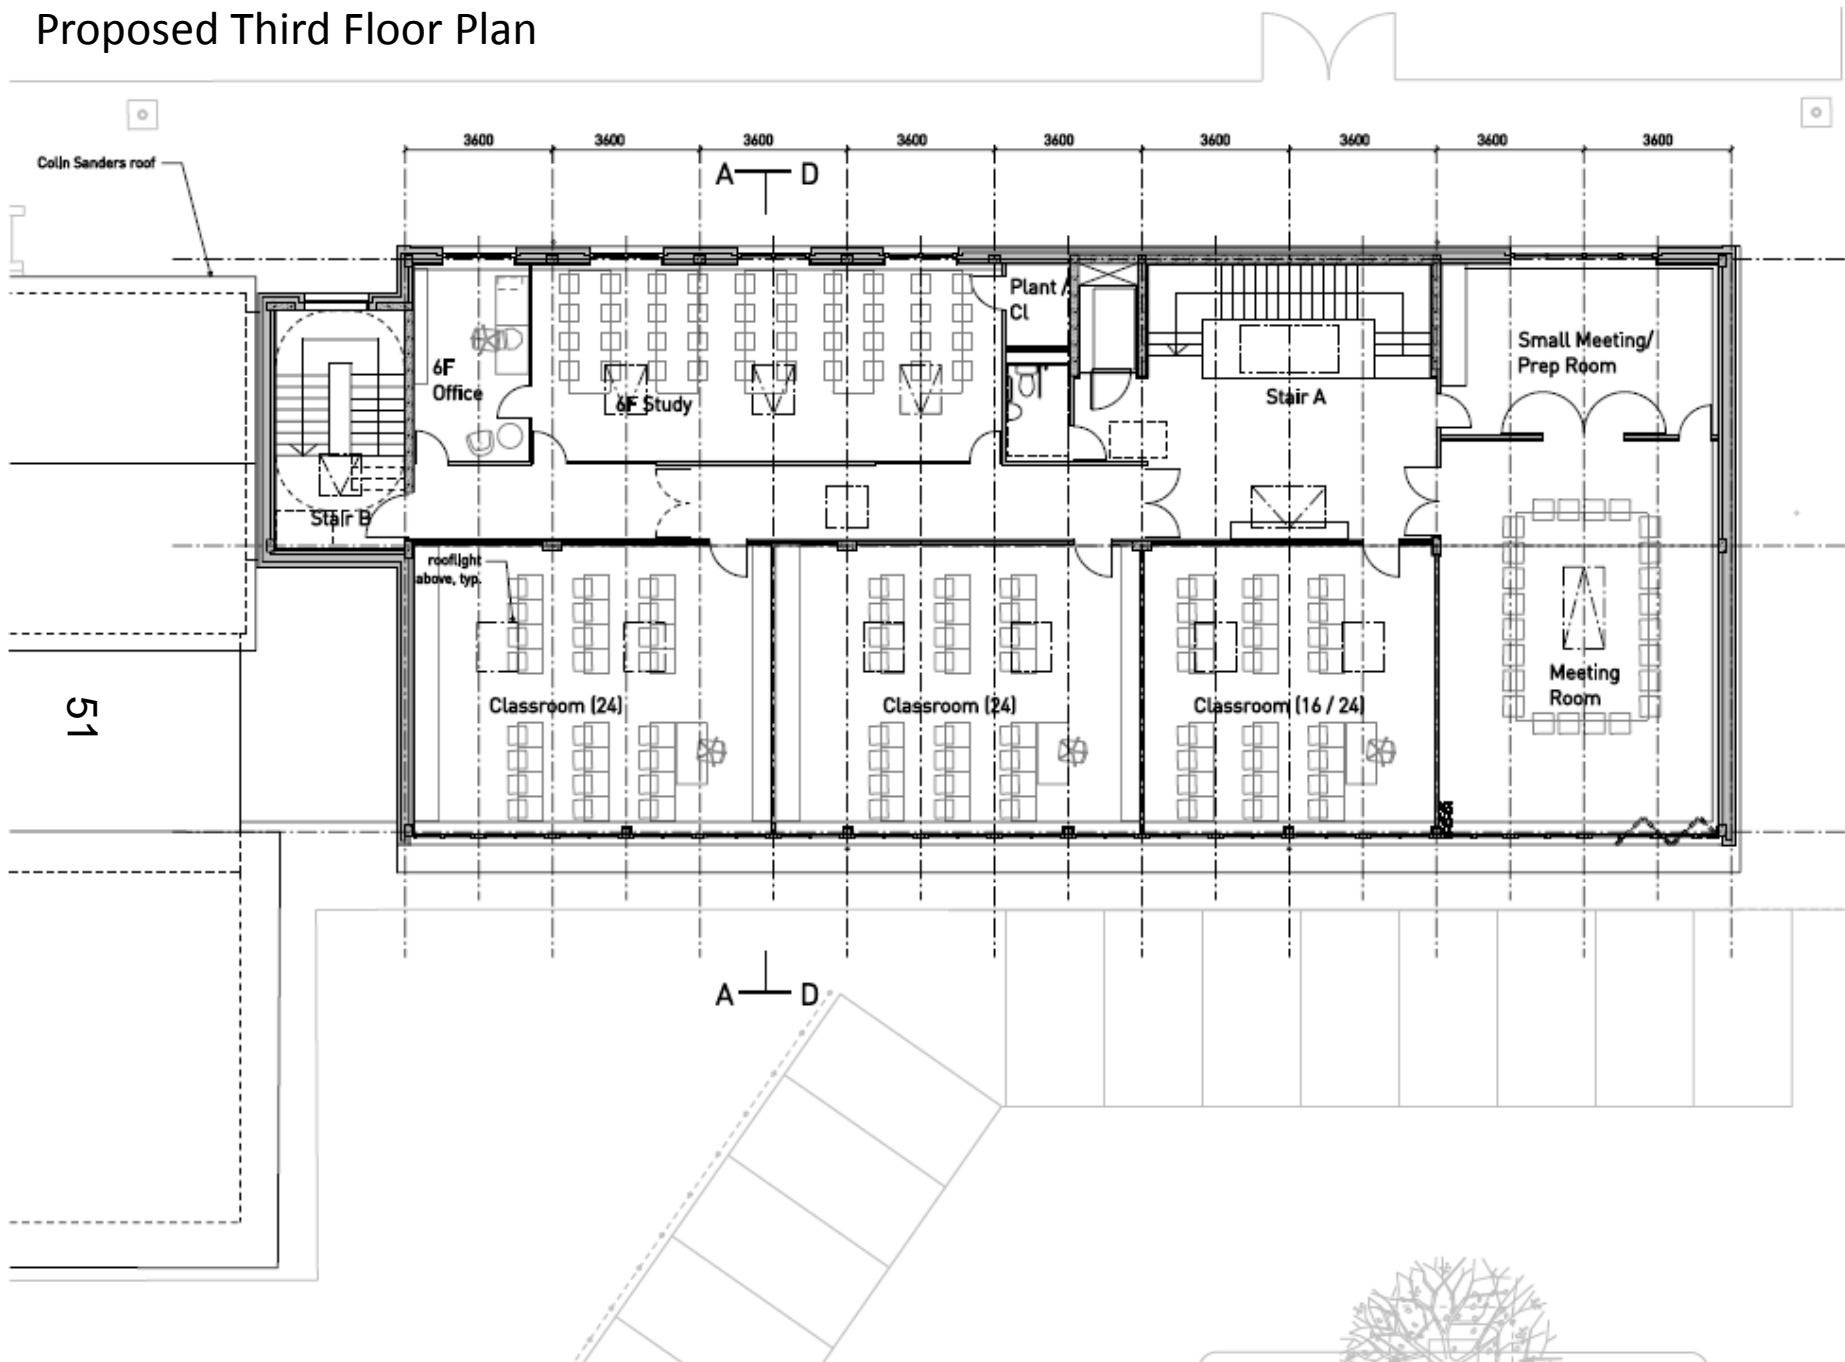 Proposed Third Floor Plan
3600 3600 3600 3600 3600 3600 3600 3600 3600
Colin Sanders roof
A D
Plant /
Cl
6F
Office
6F Study
Stair A
Small Meeting/
Prep Room
Stair B
rooflight
above, typ.
Classroom (24)
Classroom (24)
Classroom (16 / 24)
Meeting
Room
51
A D